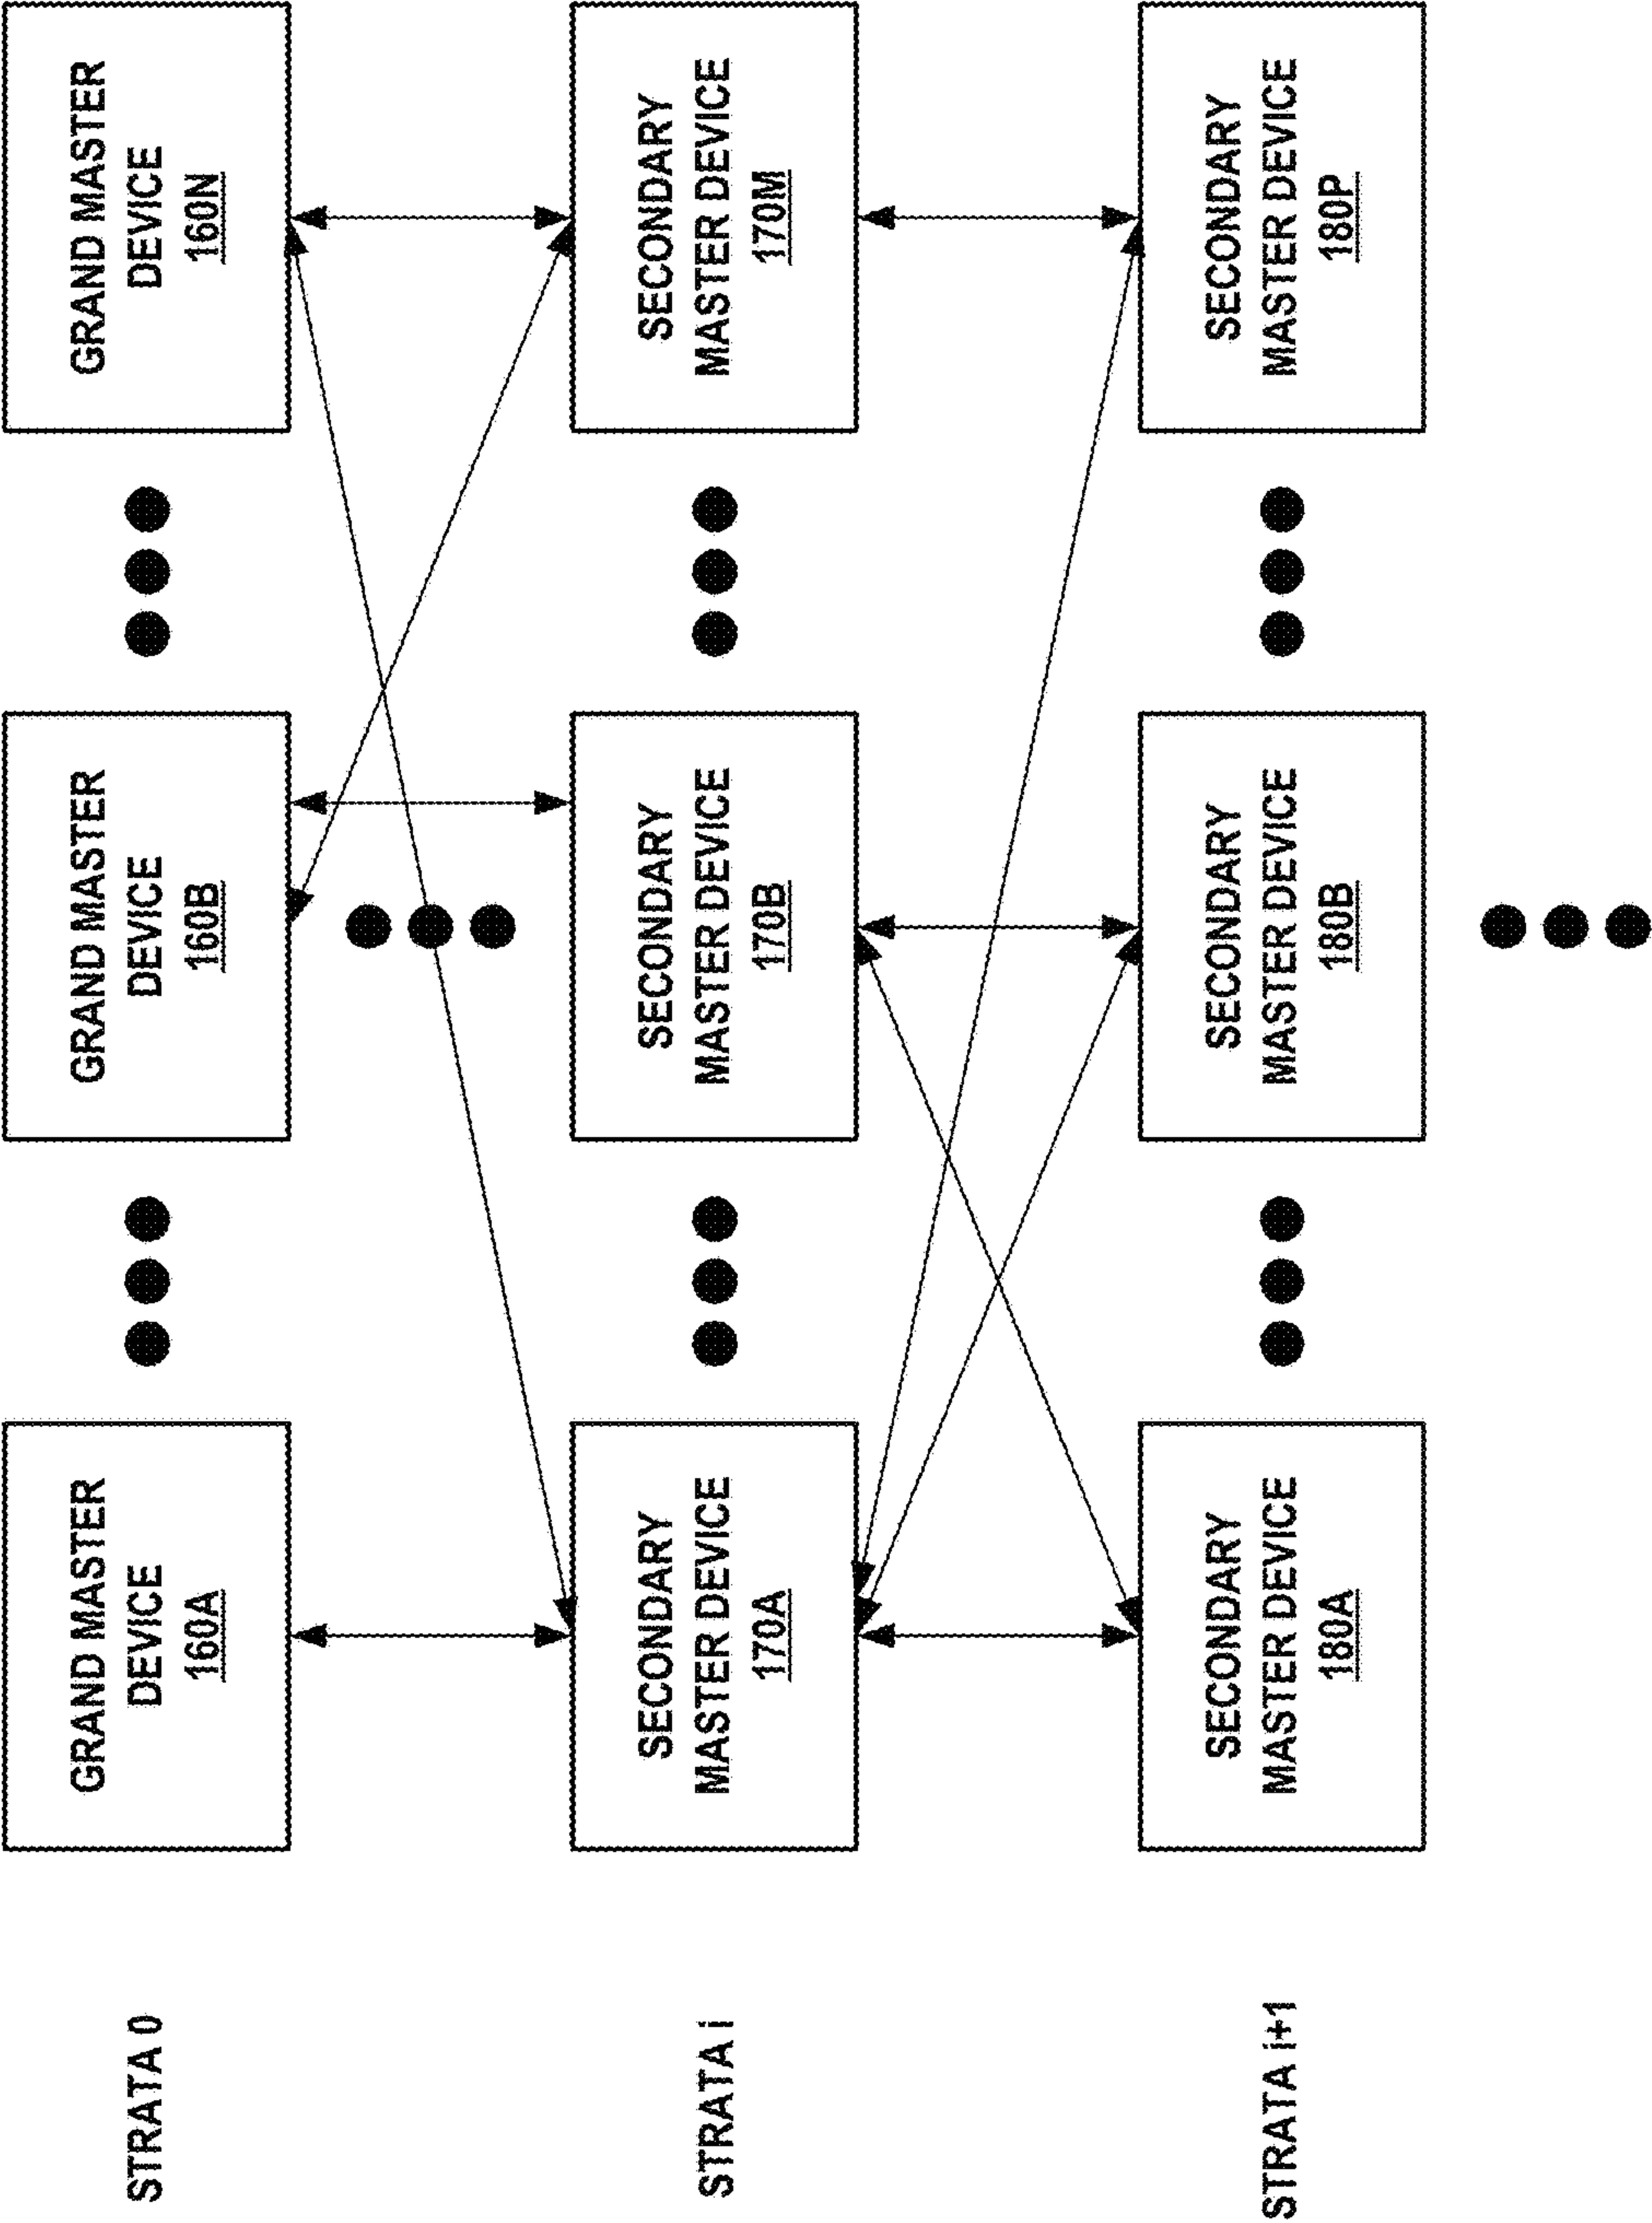 STRATA 0
GRAND MASTER
DEVICE
160A
GRAND MASTER
DEVICE
160B
GRAND MASTER
DEVICE
160N
STRATA i
SECONDARY
MASTER DEVICE
170A
SECONDARY
MASTER DEVICE
170B
SECONDARY
MASTER DEVICE
170M
STRATA i+1
SECONDARY
MASTER DEVICE
180A
SECONDARY
MASTER DEVICE
180B
SECONDARY
MASTER DEVICE
180P